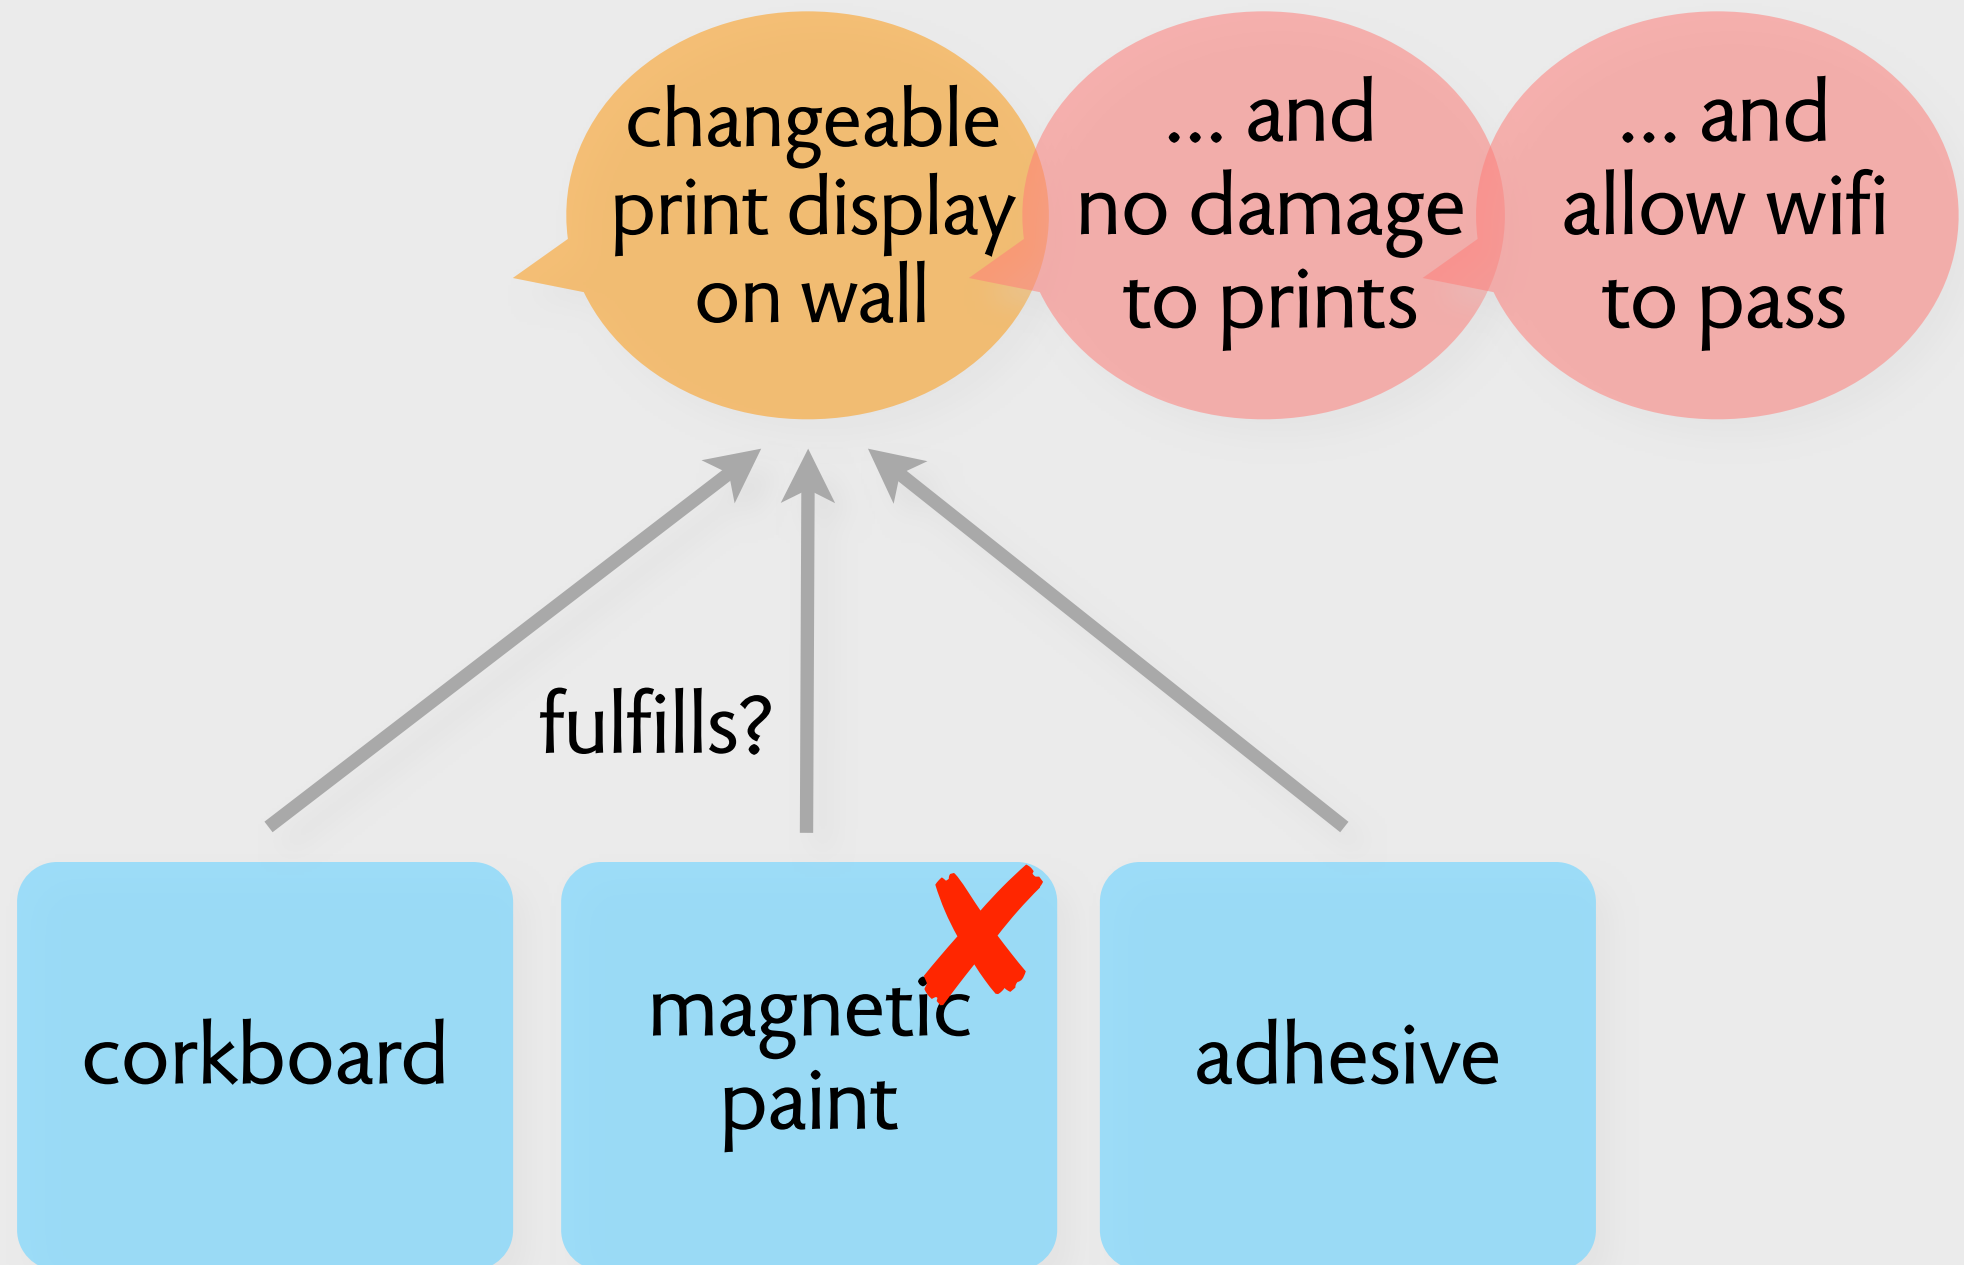 changeable
print display
on wall
... and
no damage
to prints
... and
allow wifi
to pass
fulfills?
corkboard
magnetic
paint
adhesive